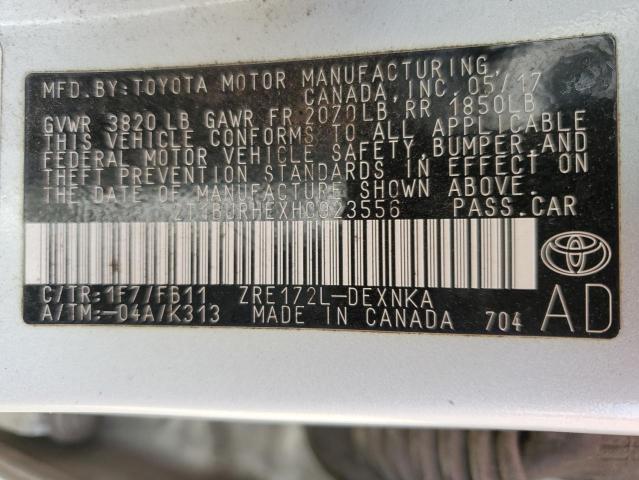 MFD.BY:TOYOTA MOTOR MANUFACTURING,
CANADA,INC. 05/17
GVWR 3820LB GAWR FR 2070LB RR 1850LB
THIS VEHICLE CONFORMS TO ALL APPLICABLE
FEDERAL MOTOR VEHICLE SAFETY, BUMPER, AND
THEFT PREVENTION STANDARDS IN EFFECT ON
THE DATE OF MANUFACTURE SHOWN ABOVE.
2T1BURHEXHC923556 PASS.CAR
C/TR:1F7/FB11 ZRE172L-DEXNKA
A/TM:-04A/K313 MADE IN CANADA 704 AD